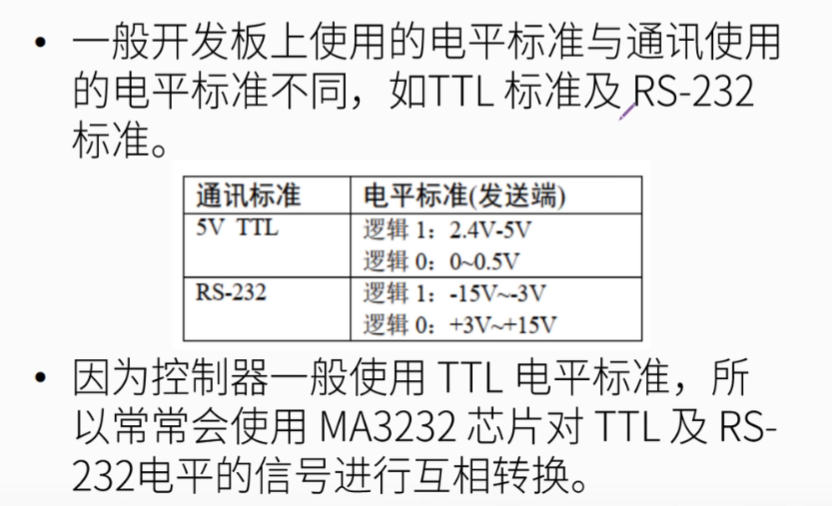 • 一般开发板上使用的电平标准与通讯使用
的电平标准不同，如TTL 标准及 RS-232
标准。
通讯标准 电平标准(发送端)
5V TTL 逻辑 1：2.4V-5V
逻辑 0：0~0.5V
RS-232 逻辑 1：-15V~-3V
逻辑 0：+3V~+15V
• 因为控制器一般使用 TTL 电平标准，所
以常常会使用 MA3232 芯片对 TTL 及 RS-
232电平的信号进行互相转换。